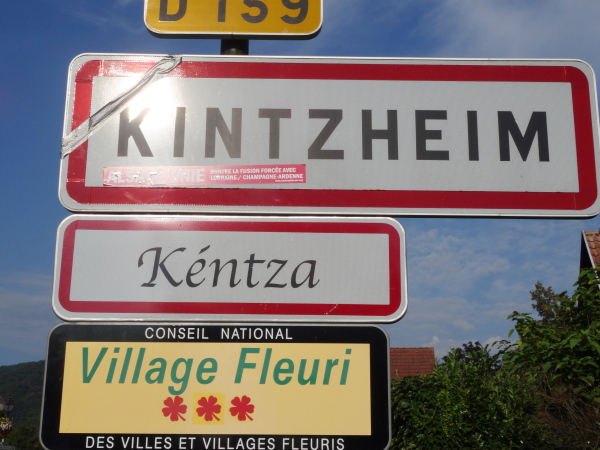 D 159
KINTZHEIM
CONTRE LA FUSION FORCÉE AVEC
LORRAINE / CHAMPAGNE-ARDENNE
Kéntza
CONSEIL NATIONAL
Village Fleuri
DES VILLES ET VILLAGES FLEURIS